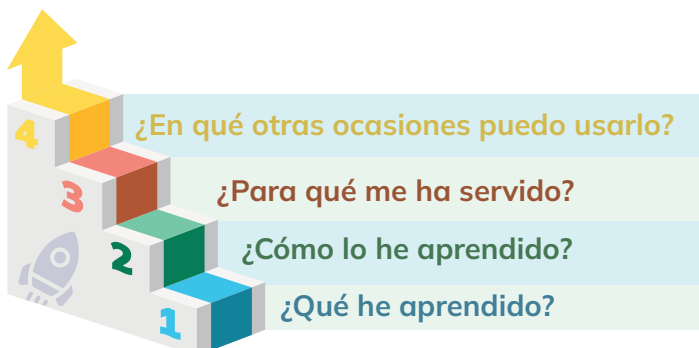 4 ¿En qué otras ocasiones puedo usarlo?
3 ¿Para qué me ha servido?
2 ¿Cómo lo he aprendido?
1 ¿Qué he aprendido?